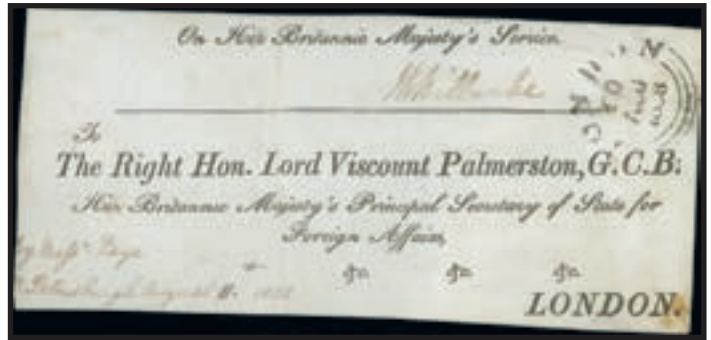 On Her Britannic Majesty's Service.
To
The Right Hon. Lord Viscount Palmerston, G.C.B:
Her Britannic Majesty's Principal Secretary of State for
Foreign Affairs,
&c. &c. &c.
LONDON.